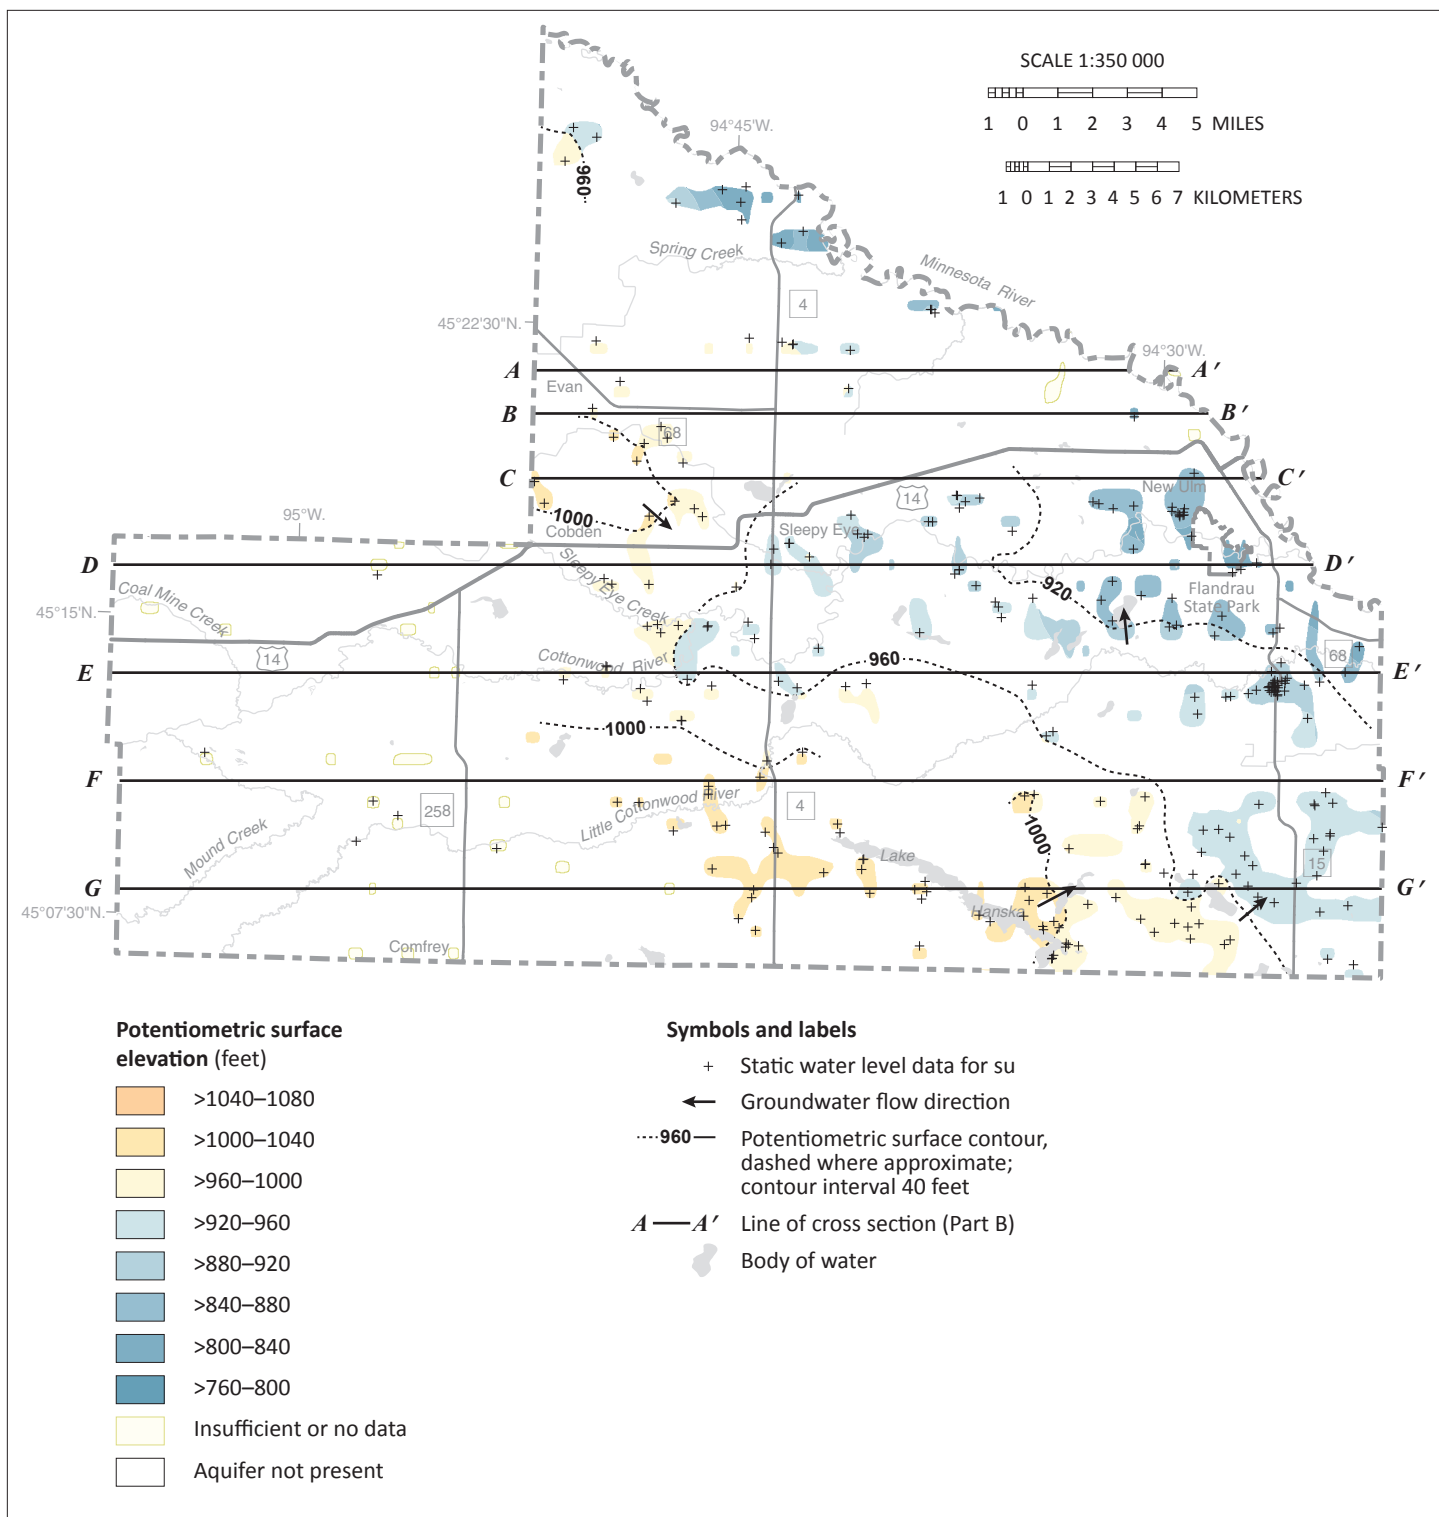 SCALE 1:350 000
1 0 1 2 3 4 5 MILES
1 0 1 2 3 4 5 6 7 KILOMETERS
94°45'W.
960
Spring Creek
Minnesota River
4
45°22'30"N.
94°30'W.
A A'
Evan
B B'
68
C C'
New Ulm
14
1000
Cobden
Sleepy Eye
95°W.
D D'
Coal Mine Creek
Sleepy Eye Creek
920
Flandrau
State Park
45°15'N.
14
Cottonwood River
960
68
E E'
1000
F F'
258
Little Cottonwood River
4
Mound Creek
1000
Lake
15
G G'
45°07'30"N.
Hanska
Comfrey
Potentiometric surface
elevation (feet)
>1040–1080
>1000–1040
>960–1000
>920–960
>880–920
>840–880
>800–840
>760–800
Insufficient or no data
Aquifer not present
Symbols and labels
+ Static water level data for su
Groundwater flow direction
960 Potentiometric surface contour,
dashed where approximate;
contour interval 40 feet
A — A' Line of cross section (Part B)
Body of water